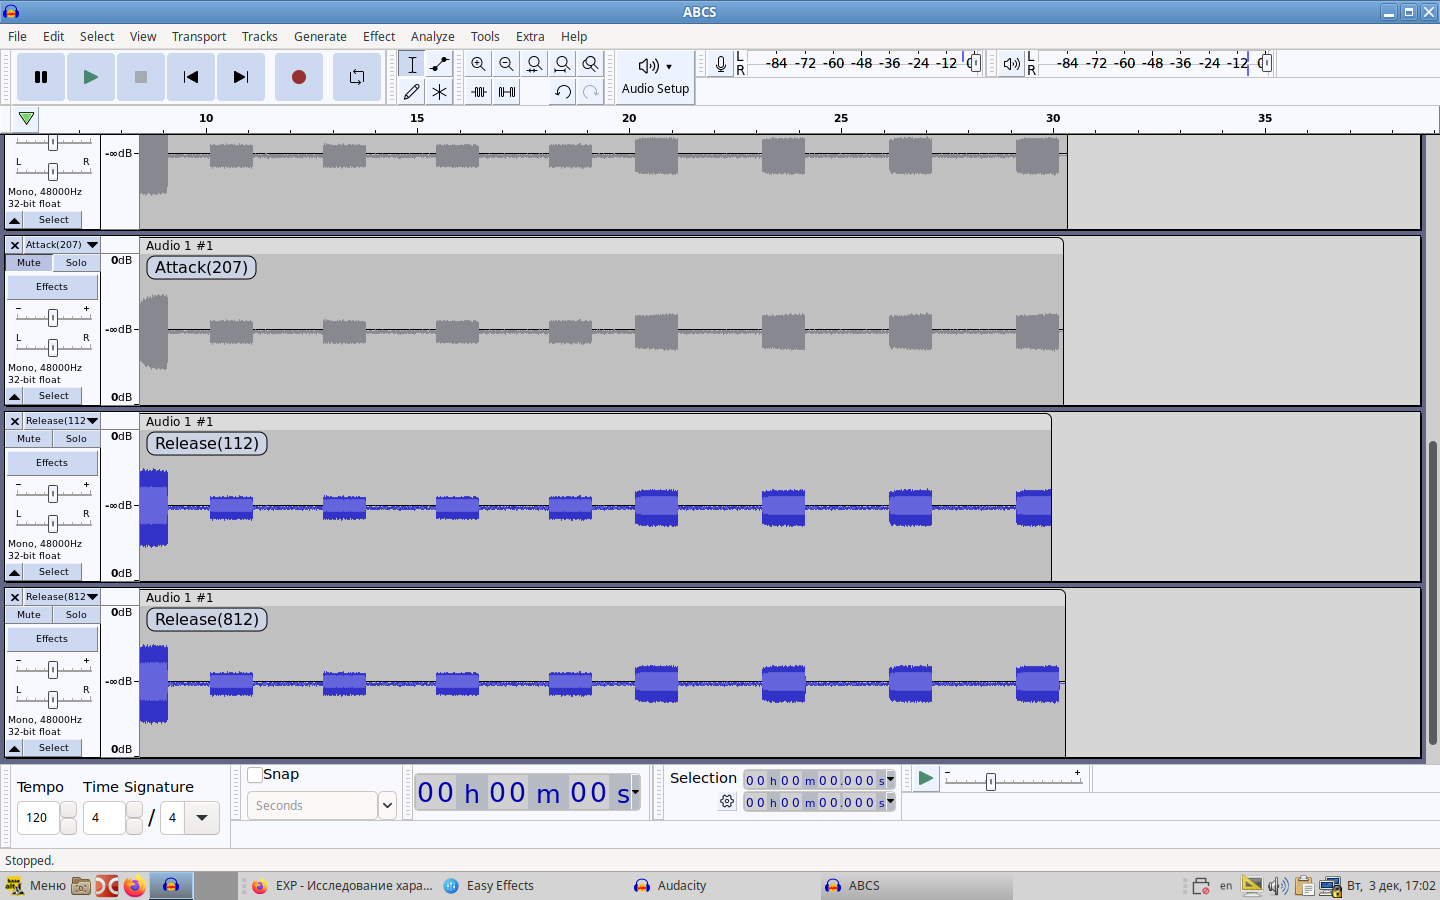 ABCS
File Edit Select View Transport Tracks Generate Effect Analyze Tools Extra Help
Audio Setup
L
R
-84 -72 -60 -48 -36 -24 -12
L
R
-84 -72 -60 -48 -36 -24 -12
10 15 20 25 30 35
L R
Mono, 48000Hz
32-bit float
Select
-∞dB
Attack(207)
Mute Solo
Effects
- +
L R
Mono, 48000Hz
32-bit float
Select
0dB
-∞dB
0dB
Audio 1 #1
Attack(207)
Release(112
Mute Solo
Effects
- +
L R
Mono, 48000Hz
32-bit float
Select
0dB
-∞dB
0dB
Audio 1 #1
Release(112)
Release(812
Mute Solo
Effects
- +
L R
Mono, 48000Hz
32-bit float
Select
0dB
-∞dB
0dB
Audio 1 #1
Release(812)
Tempo
120
Time Signature
4 / 4
Snap
Seconds
00 h 00 m 00 s
Selection
00 h 00 m 00.000 s
00 h 00 m 00.000 s
- +
Stopped.
Меню
EXP - Исследование хара...
Easy Effects
Audacity
ABCS
en
Вт, 3 дек, 17:02